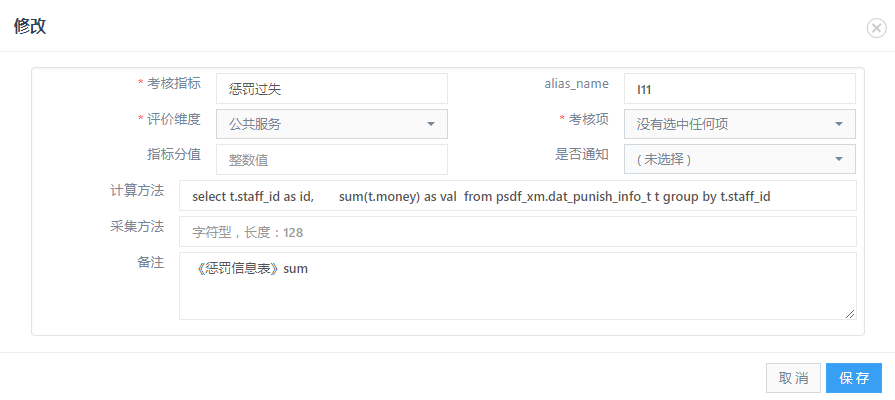 修改
* 考核指标 惩罚过失 alias_name I11
* 评价维度 公共服务 * 考核项 没有选中任何项
指标分值 整数值 是否通知 ( 未选择 )
计算方法 select t.staff_id as id, sum(t.money) as val from psdf_xm.dat_punish_info_t t group by t.staff_id
采集方法 字符型，长度：128
备注 《惩罚信息表》sum
取 消 保 存